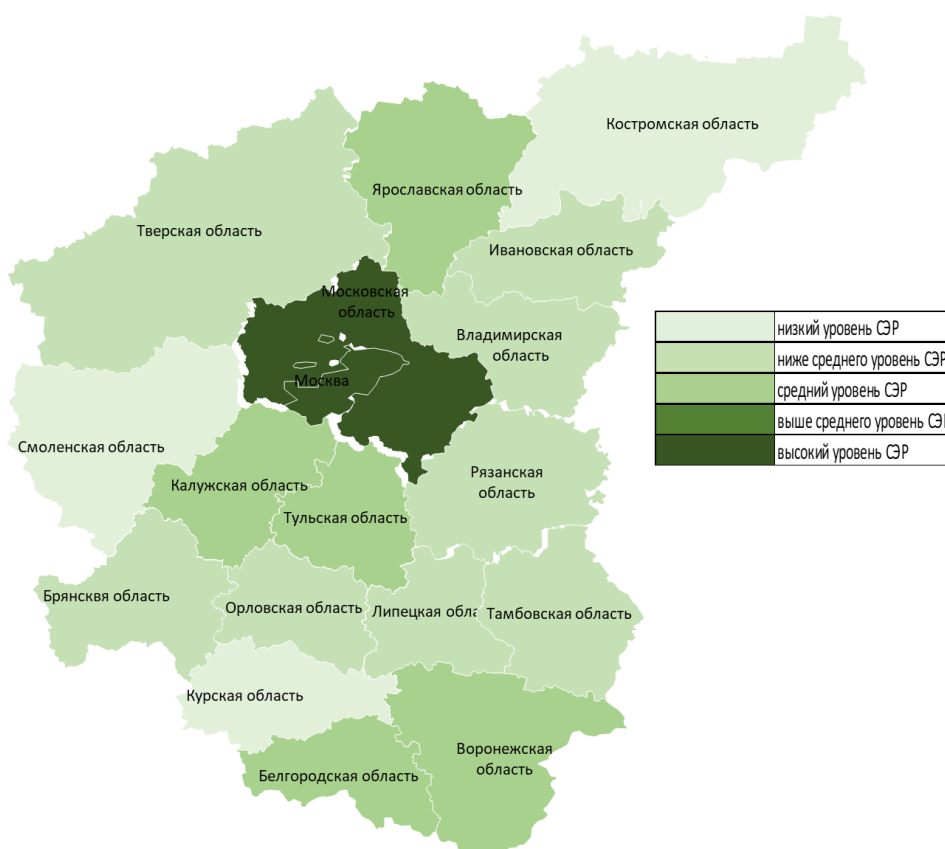 Костромская область
Ярославская область
Тверская область
Ивановская область
Московская
область
Владимирская
область
Москва
Смоленская область
Калужская область
Рязанская
область
Тульская область
Брянсквя область
Орловская область
Липецкая обла
Тамбовская область
Курская область
Воронежская
область
Белгородская область
низкий уровень СЭР
ниже среднего уровень СЭР
средний уровень СЭР
выше среднего уровень СЭ
высокий уровень СЭР